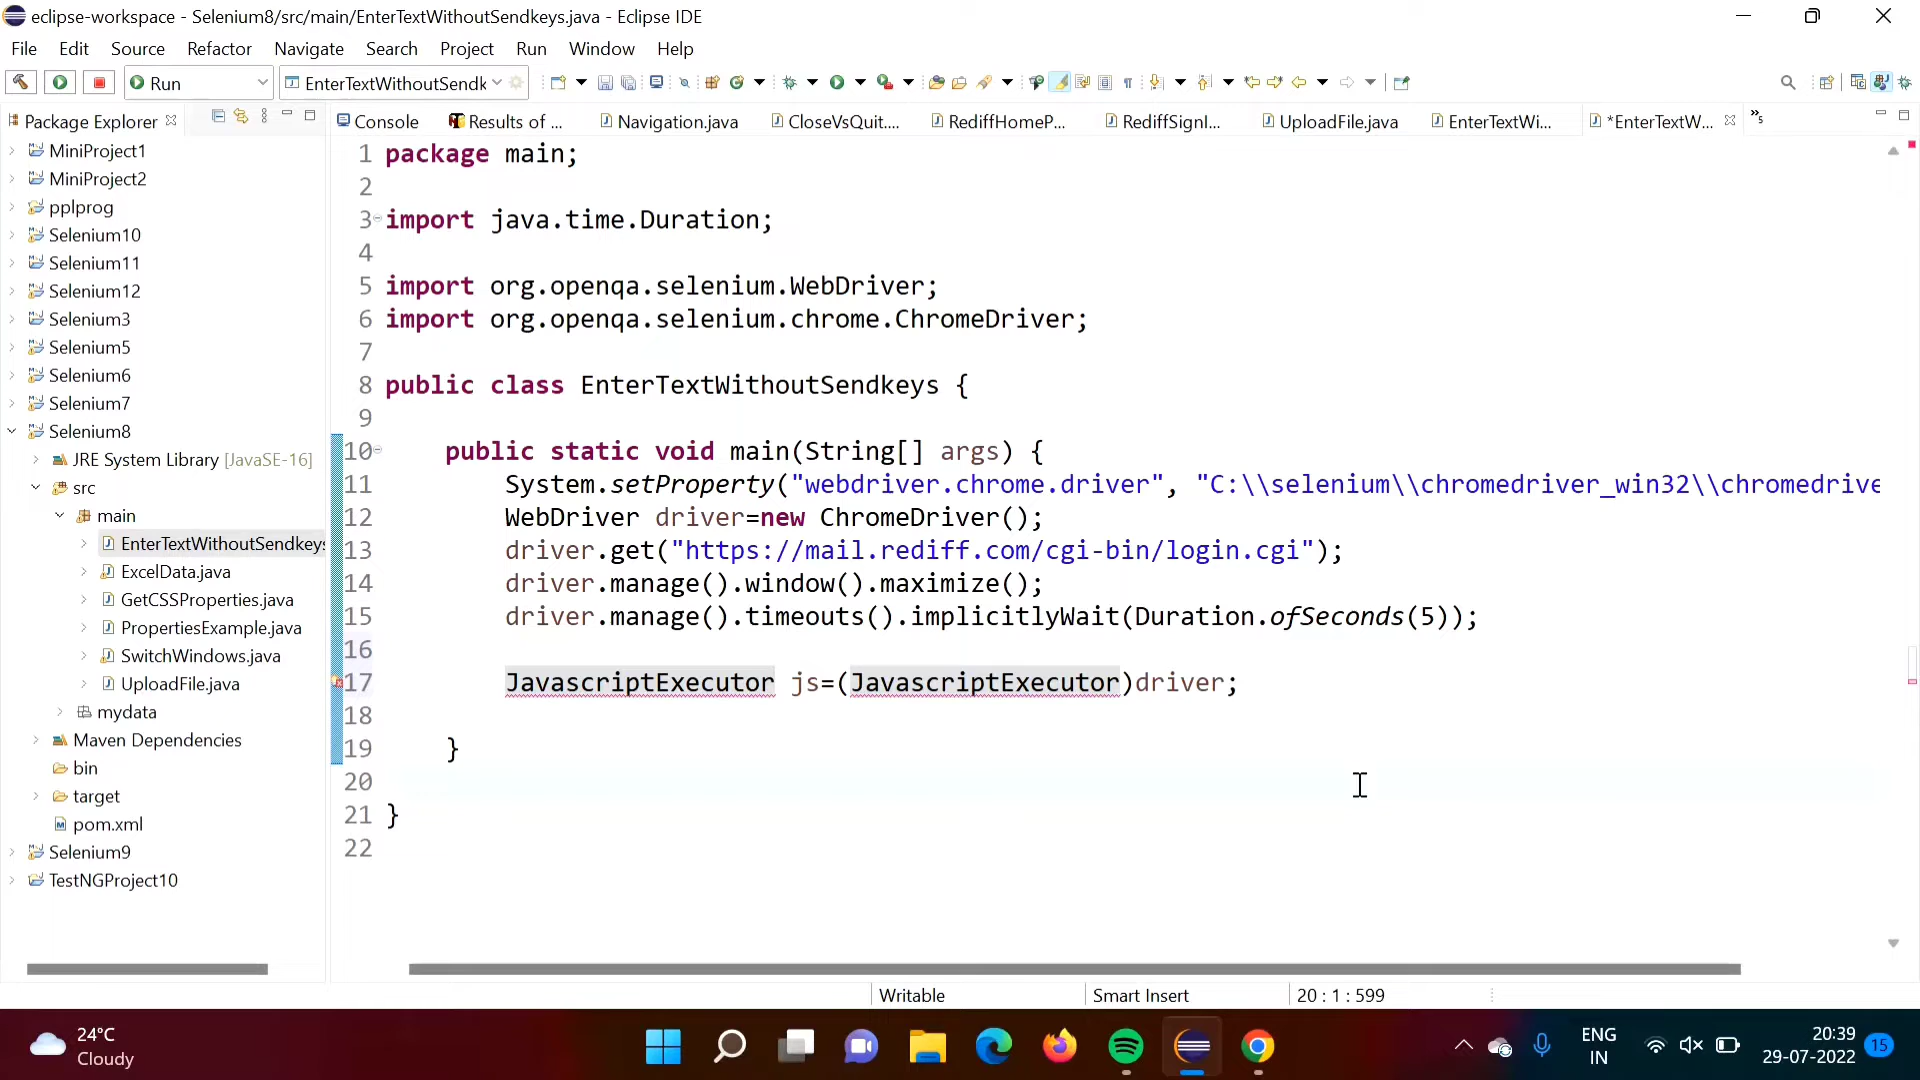 eclipse-workspace - Selenium8/src/main/EnterTextWithoutSendkeys.java - Eclipse IDE
File Edit Source Refactor Navigate Search Project Run Window Help
Run EnterTextWithoutSendk
Package Explorer
Console Results of ... Navigation.java CloseVsQuit.... RediffHomeP... RediffSignI... UploadFile.java EnterTextWi... *EnterTextW... »5
MiniProject1
MiniProject2
pplprog
Selenium10
Selenium11
Selenium12
Selenium3
Selenium5
Selenium6
Selenium7
Selenium8
JRE System Library [JavaSE-16]
src
main
EnterTextWithoutSendkeys
ExcelData.java
GetCSSProperties.java
PropertiesExample.java
SwitchWindows.java
UploadFile.java
mydata
Maven Dependencies
bin
target
pom.xml
Selenium9
TestNGProject10
1 package main;
2
3 import java.time.Duration;
4
5 import org.openqa.selenium.WebDriver;
6 import org.openqa.selenium.chrome.ChromeDriver;
7
8 public class EnterTextWithoutSendkeys {
9
10 public static void main(String[] args) {
11 System.setProperty("webdriver.chrome.driver", "C:\\selenium\\chromedriver_win32\\chromedrive
12 WebDriver driver=new ChromeDriver();
13 driver.get("https://mail.rediff.com/cgi-bin/login.cgi");
14 driver.manage().window().maximize();
15 driver.manage().timeouts().implicitlyWait(Duration.ofSeconds(5));
16
17 JavascriptExecutor js=(JavascriptExecutor)driver;
18
19 }
20
21 }
22
Writable Smart Insert 20 : 1 : 599
24°C
Cloudy
ENG
IN
20:39
29-07-2022
15